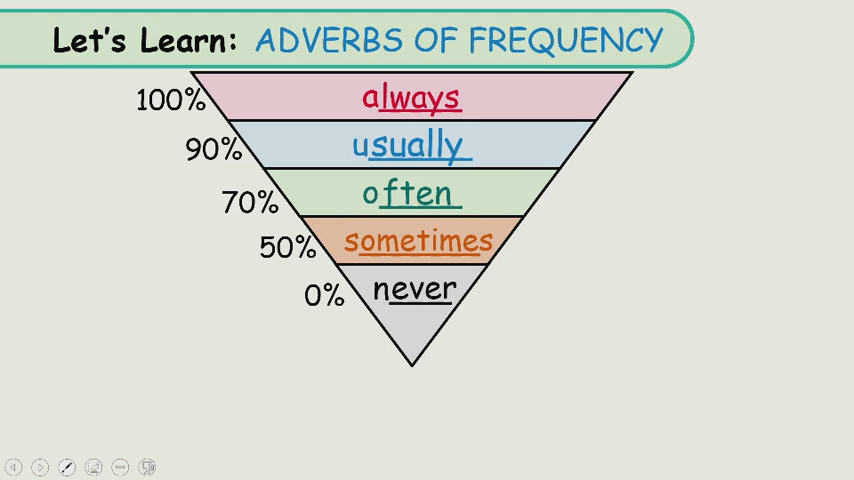 Let's Learn: ADVERBS OF FREQUENCY
100% always
90% usually
70% often
50% sometimes
0% never